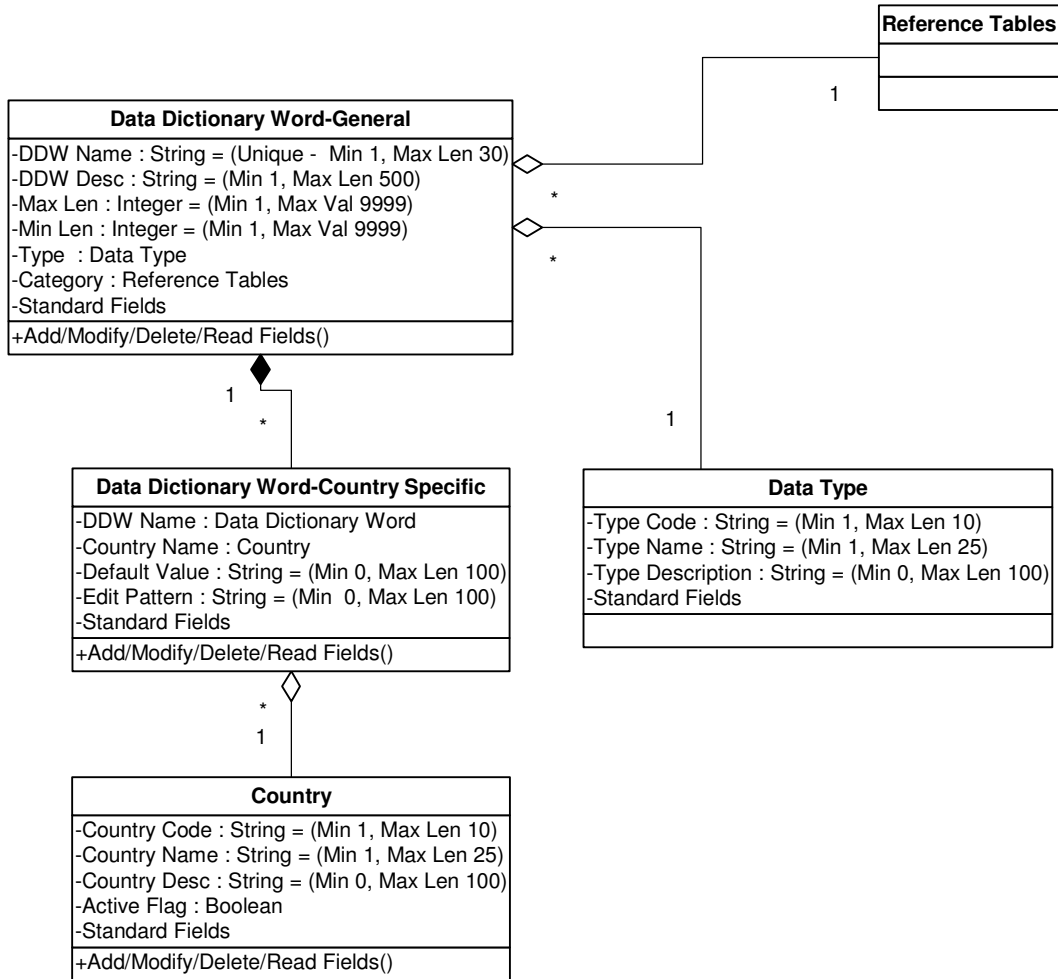 Reference Tables
1
Data Dictionary Word-General
-DDW Name : String = (Unique -  Min 1, Max Len 30)
-DDW Desc : String = (Min 1, Max Len 500)
-Max Len : Integer = (Min 1, Max Val 9999)
-Min Len : Integer = (Min 1, Max Val 9999)
-Type  : Data Type
-Category : Reference Tables
-Standard Fields
+Add/Modify/Delete/Read Fields()
*
*
1
*
1
Data Dictionary Word-Country Specific
-DDW Name : Data Dictionary Word
-Country Name : Country
-Default Value : String = (Min 0, Max Len 100)
-Edit Pattern : String = (Min  0, Max Len 100)
-Standard Fields
+Add/Modify/Delete/Read Fields()
Data Type
-Type Code : String = (Min 1, Max Len 10)
-Type Name : String = (Min 1, Max Len 25)
-Type Description : String = (Min 0, Max Len 100)
-Standard Fields
*
1
Country
-Country Code : String = (Min 1, Max Len 10)
-Country Name : String = (Min 1, Max Len 25)
-Country Desc : String = (Min 0, Max Len 100)
-Active Flag : Boolean
-Standard Fields
+Add/Modify/Delete/Read Fields()